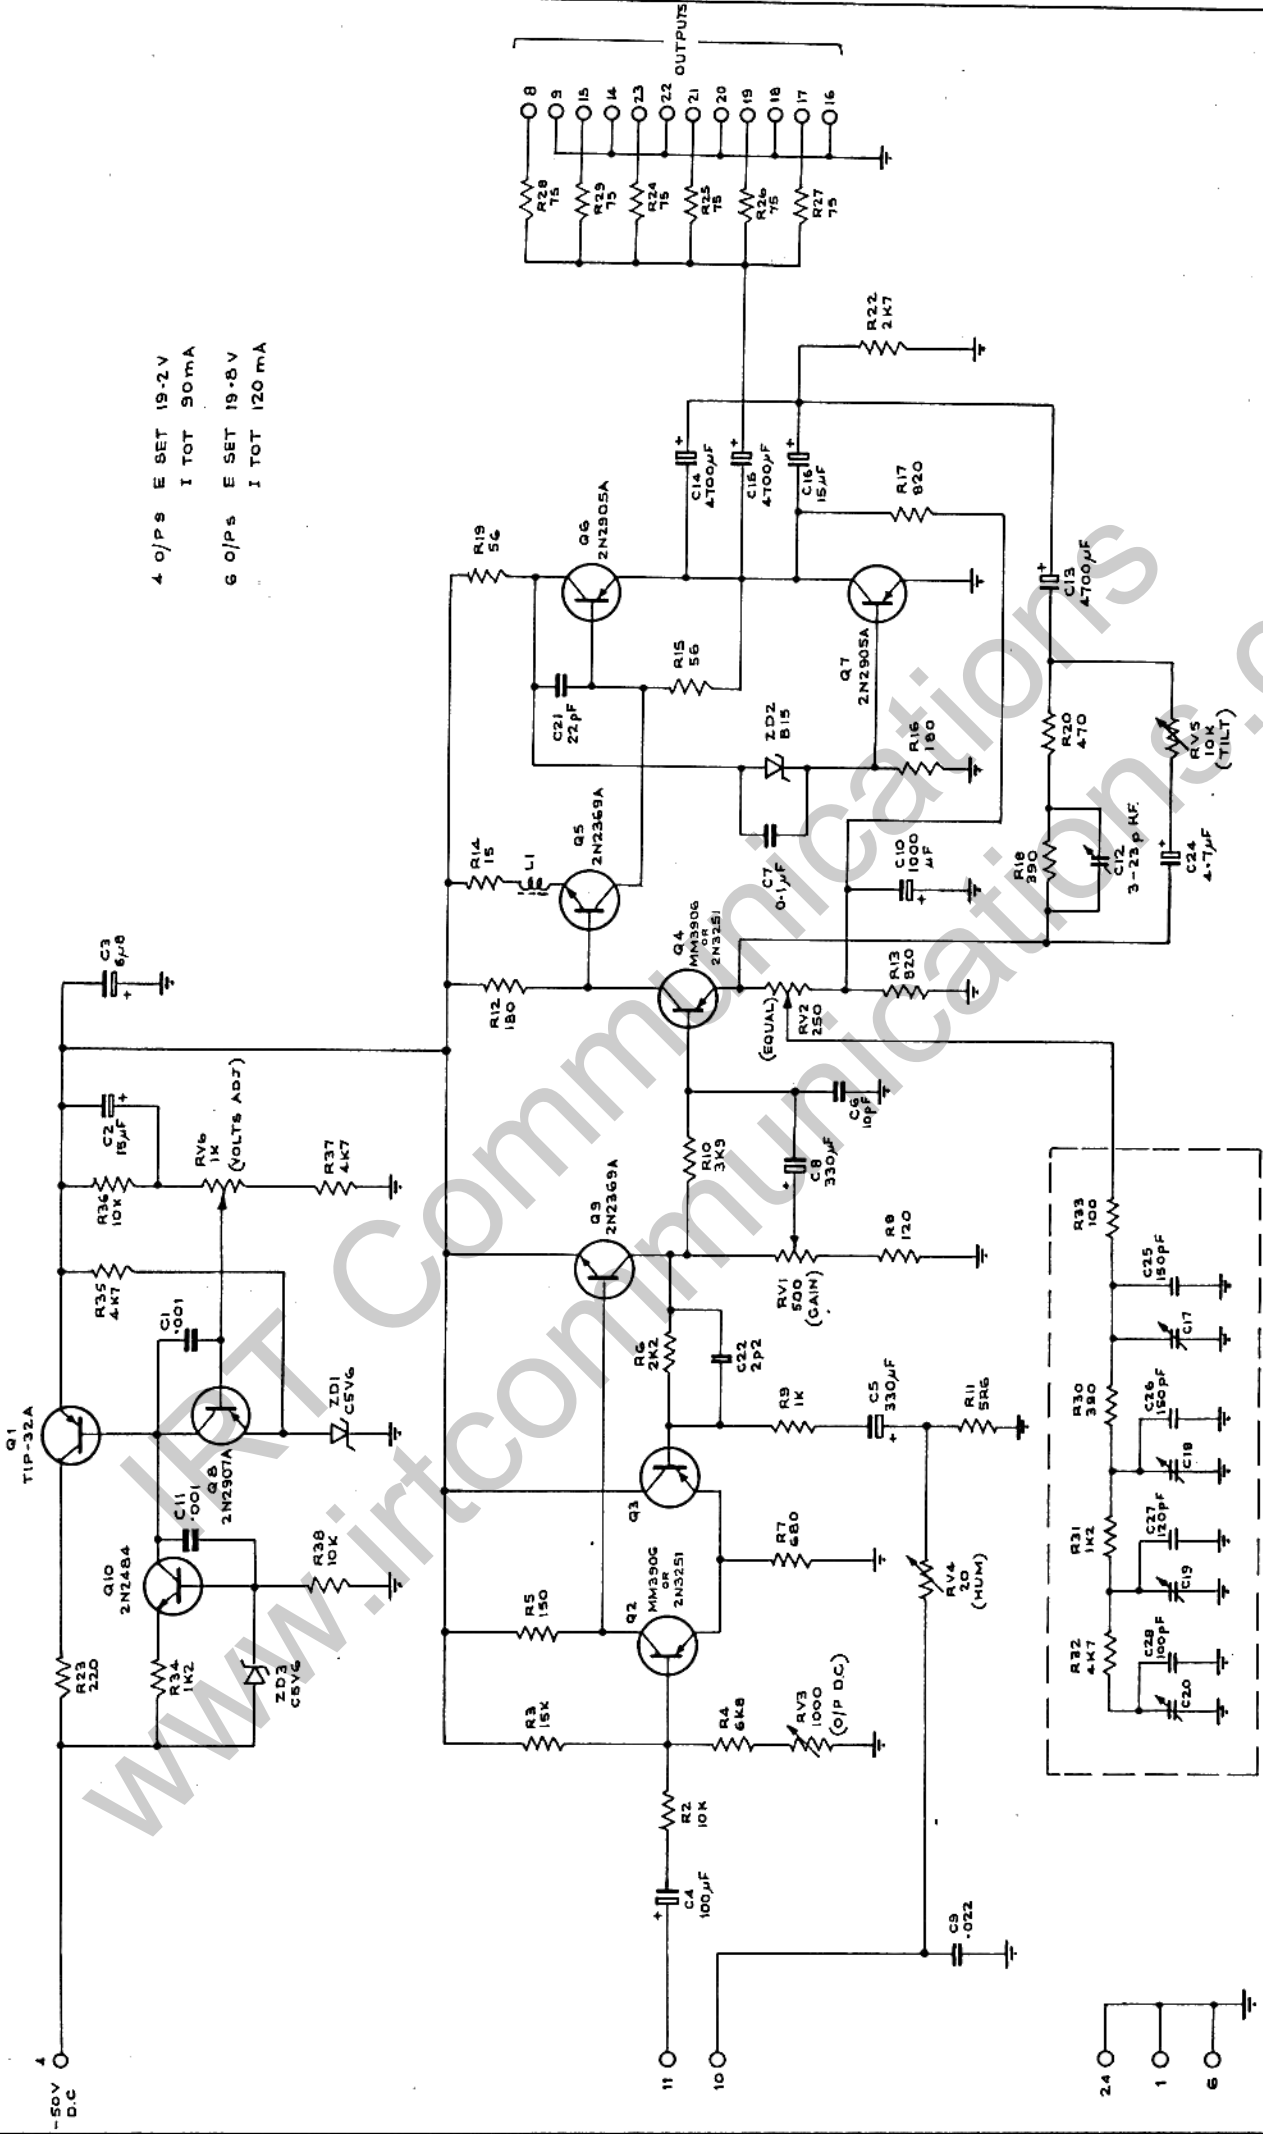 -50V
D.C
4
R23
220
Q1
TIP-32A
R34
1K2
Q10
2N2484
C11
.001
ZD3
C5V6
R38
10K
Q8
2N2907A
C1
.001
ZD1
C5V6
R35
4K7
R36
10K
C2
15µF
RV6
1K
(VOLTS ADJ)
R37
4K7
C3
6µ8
4 O/PS E SET 19·2V
I TOT 90mA
6 O/PS E SET 19·8V
I TOT 120mA
R3
15K
R5
150
Q2
MM3906
OR
2N3251
Q3
R4
6K8
RV3
1000
(O/P D.C)
R7
680
R2
10K
C4
100µF
11
10
Q9
2N2369A
R6
2K2
C22
2p2
R9
1K
C5
330µF
R11
5R6
RV4
20
(HUM)
C9
.022
RV1
500
(GAIN)
R8
120
R10
3K9
C8
330µF
C6
10pF
R12
180
R14
15
L1
Q5
2N2369A
Q4
MM3906
OR
2N3251
(EQUAL)
RV2
250
R13
820
C10
1000
µF
R19
56
Q6
2N2905A
C21
22pF
R15
56
ZD2
B15
C7
0·1µF
R16
180
Q7
2N2905A
C14
4700µF
C15
4700µF
C16
15µF
R17
820
R22
2K7
C13
4700µF
R20
470
R18
390
C12
3-23p RF.
RV5
10K
(TILT)
C24
4·7µF
R28
75
R29
75
R24
75
R25
75
R26
75
R27
75
8
9
15
14
23
22
21
20
19
18
17
16
OUTPUTS
R33
100
C25
150pF
C17
R30
390
C26
150pF
C18
R31
1K2
C27
120pF
C19
R32
4K7
C28
100pF
C20
24
1
6
IRT Communications
www.irtcommunications.c